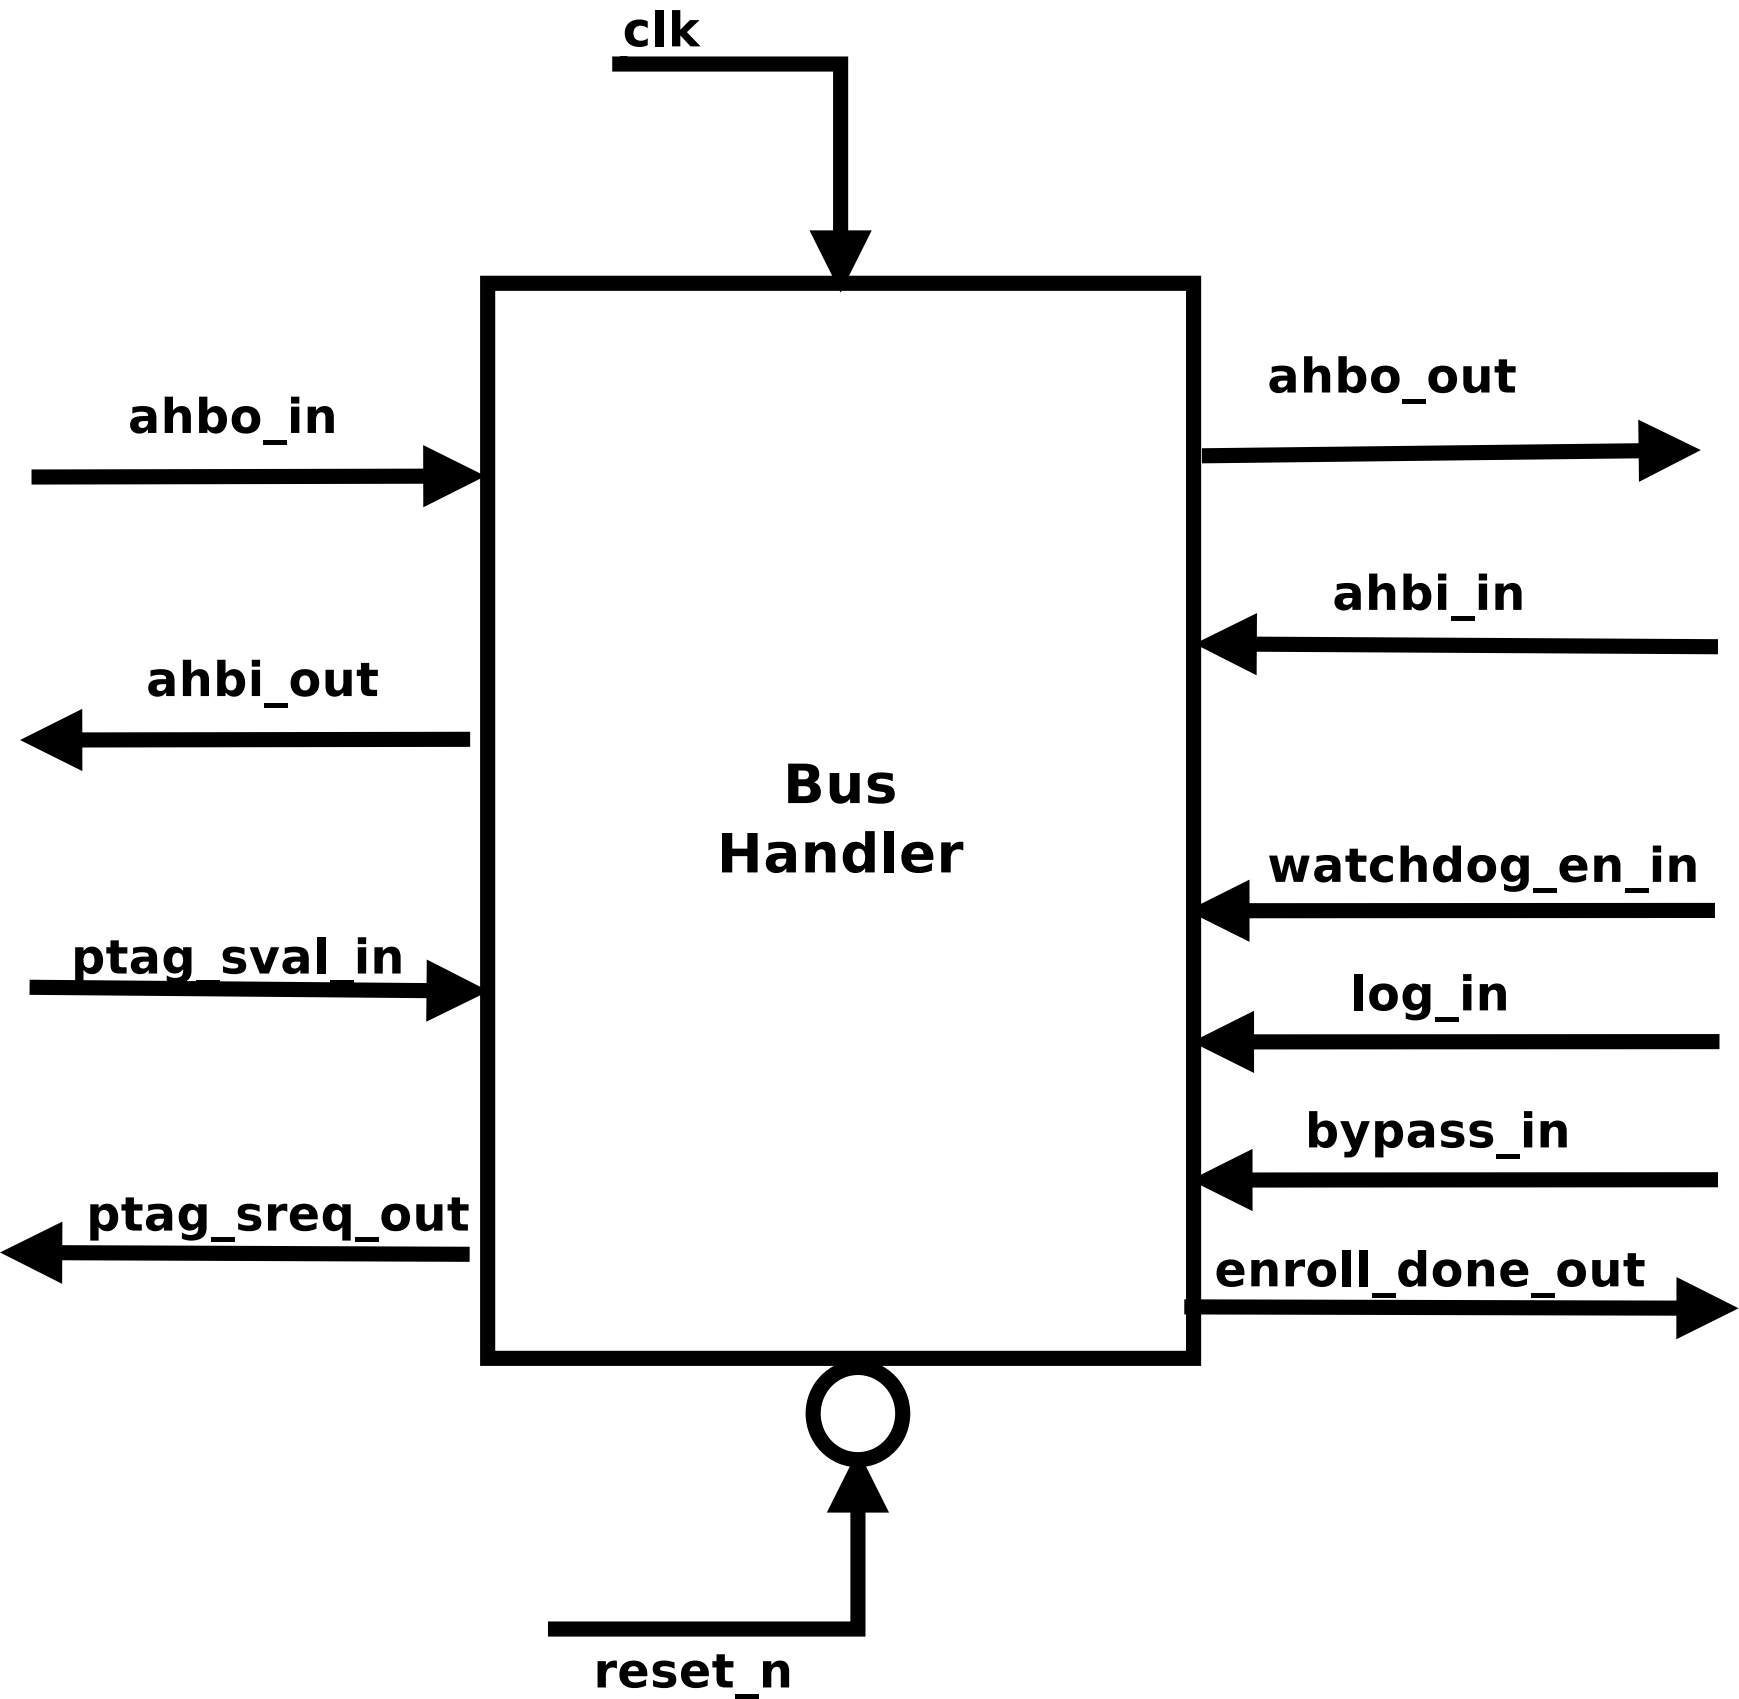 clk
ahbo_out
ahbo_in
ahbi_in
ahbi_out
Bus
Handler
watchdog_en_in
ptag_sval_in
log_in
bypass_in
ptag_sreq_out
enroll_done_out
reset_n